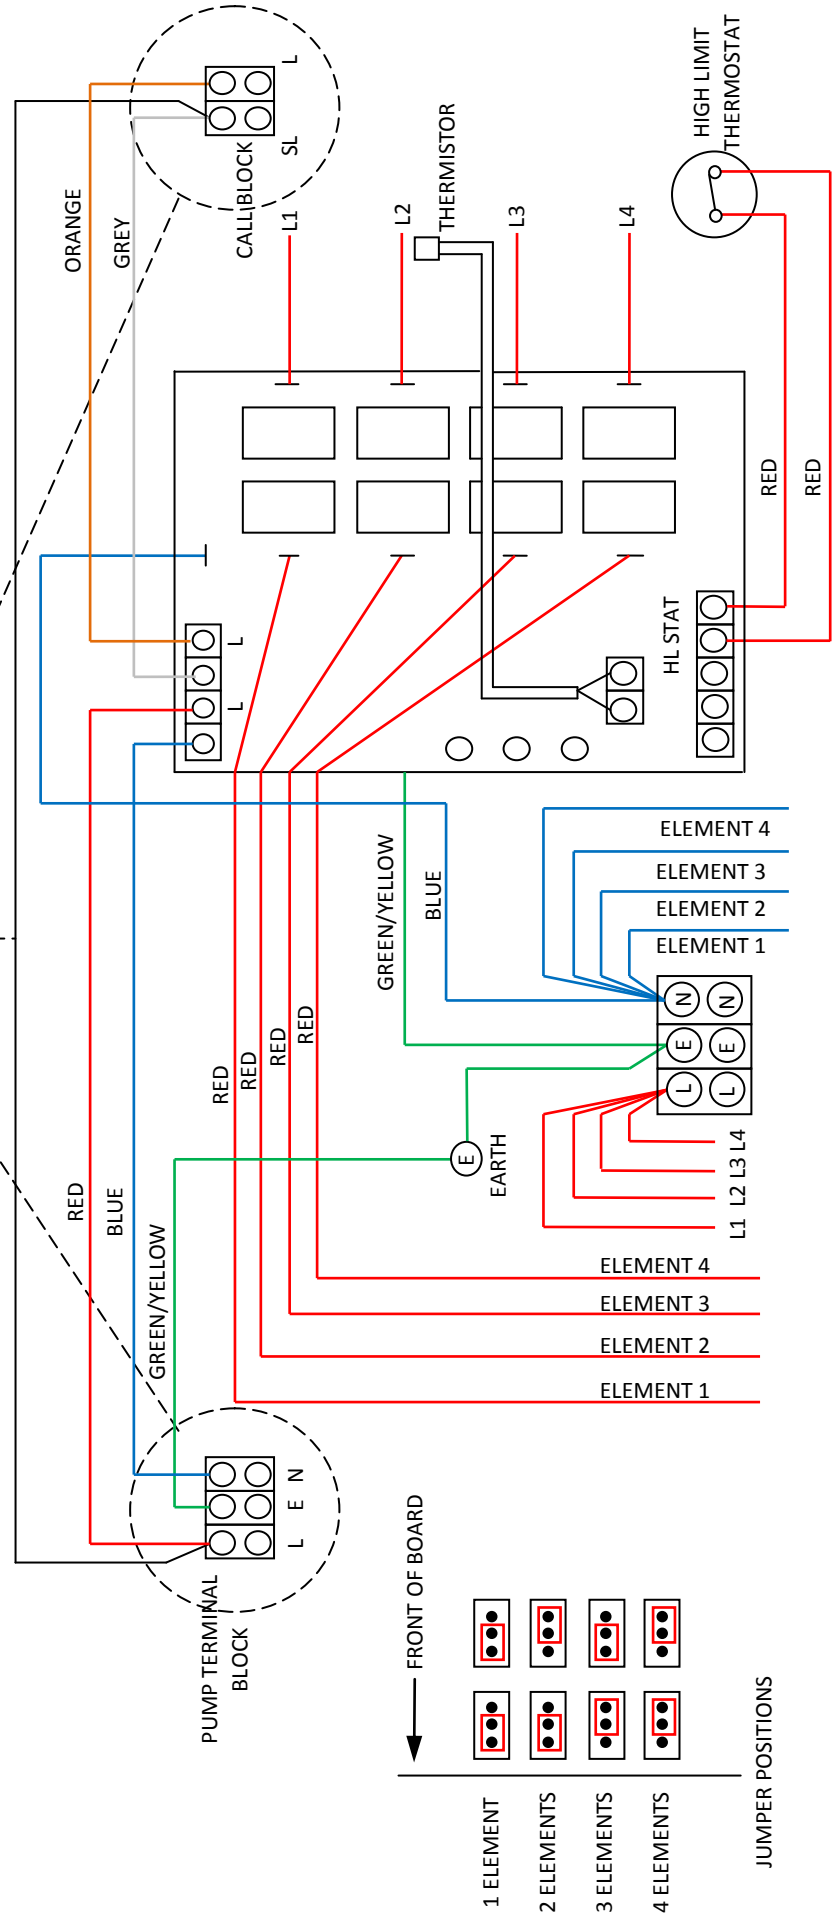 ORANGE
GREY
CALL BLOCK
SL
L
L1
L2
L3
L4
THERMISTOR
HIGH LIMIT
THERMOSTAT
RED
RED
L
L
HL STAT
GREEN/YELLOW
BLUE
ELEMENT 4
ELEMENT 3
ELEMENT 2
ELEMENT 1
RED
RED
RED
RED
N
N
E
E
L
L
E
EARTH
L1
L2
L3
L4
RED
BLUE
GREEN/YELLOW
ELEMENT 4
ELEMENT 3
ELEMENT 2
ELEMENT 1
PUMP TERMINAL
BLOCK
L
E
N
FRONT OF BOARD
1 ELEMENT
2 ELEMENTS
3 ELEMENTS
4 ELEMENTS
JUMPER POSITIONS